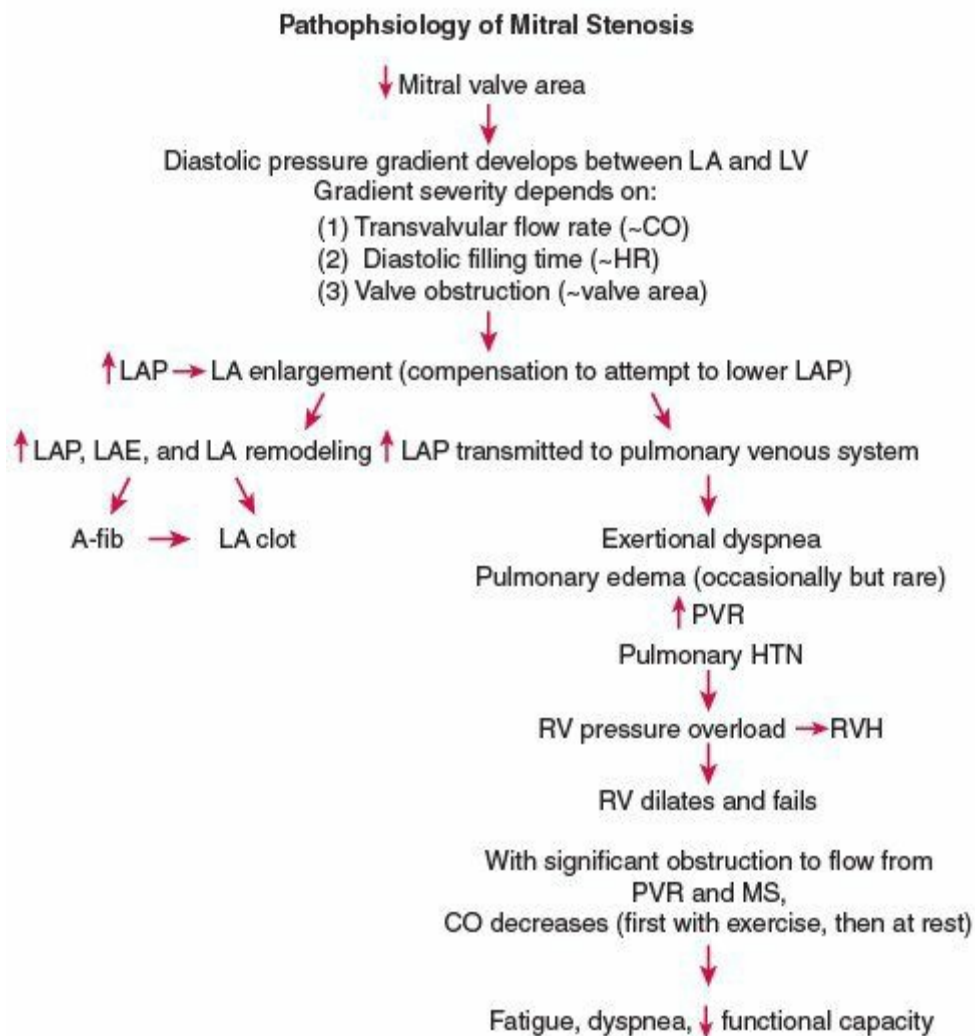 Pathophsiology of Mitral Stenosis
↓ Mitral valve area
Diastolic pressure gradient develops between LA and LV
Gradient severity depends on:
(1) Transvalvular flow rate (~CO)
(2) Diastolic filling time (~HR)
(3) Valve obstruction (~valve area)
↑ LAP → LA enlargement (compensation to attempt to lower LAP)
↑ LAP, LAE, and LA remodeling ↑ LAP transmitted to pulmonary venous system
A-fib → LA clot
Exertional dyspnea
Pulmonary edema (occasionally but rare)
↑ PVR
Pulmonary HTN
RV pressure overload → RVH
RV dilates and fails
With significant obstruction to flow from
PVR and MS,
CO decreases (first with exercise, then at rest)
Fatigue, dyspnea, ↓ functional capacity